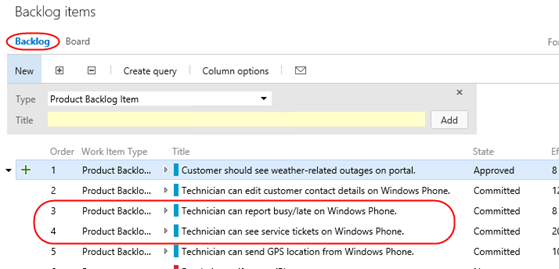 Backlog items
Backlog Board Fo
New Create query Column options
Type Product Backlog Item
Title Add
Order Work Item Type Title State Ef
1 Product Backlo... Customer should see weather-related outages on portal. Approved 8
2 Product Backlo... Technician can edit customer contact details on Windows Phone. Committed 8
3 Product Backlo... Technician can report busy/late on Windows Phone. Committed 8
4 Product Backlo... Technician can see service tickets on Windows Phone. Committed 20
5 Product Backlo... Technician can send GPS location from Windows Phone. Committed 10